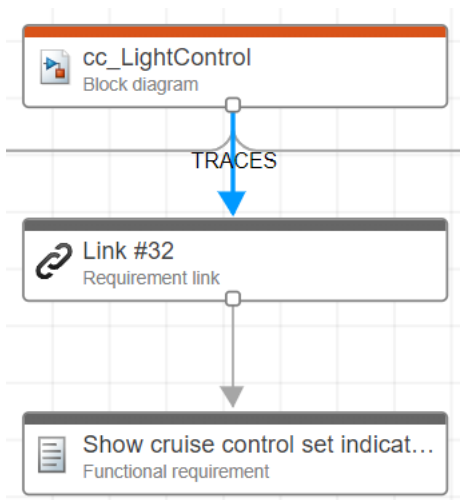 cc_LightControl
Block diagram
TRACES
Link #32
Requirement link
Show cruise control set indicat...
Functional requirement